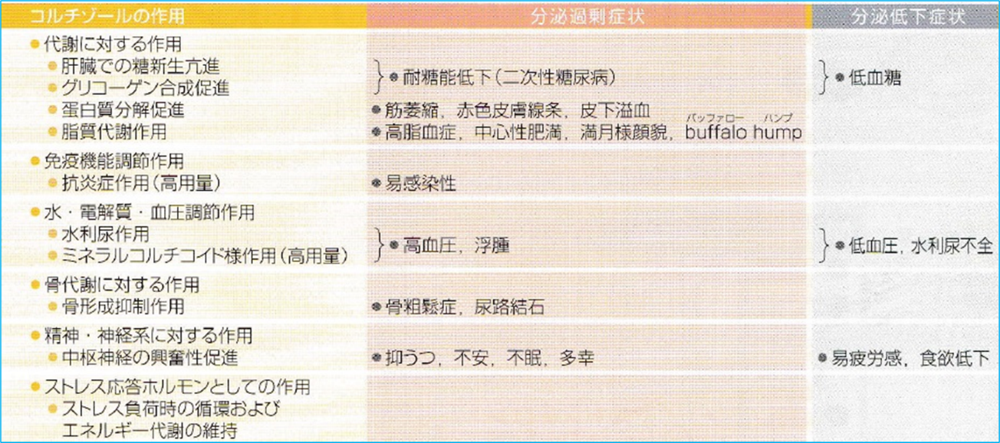 コルチゾールの作用 分泌過剰症状 分泌低下症状
●代謝に対する作用
●肝臓での糖新生亢進
●グリコーゲン合成促進
●耐糖能低下(二次性糖尿病)
●低血糖
●蛋白質分解促進 ●筋萎縮，赤色皮膚線条，皮下溢血
バッファロー ハンプ
●脂質代謝作用 ●高脂血症，中心性肥満，満月様顔貌，buffalo hump
●免疫機能調節作用
●抗炎症作用(高用量) ●易感染性
●水・電解質・血圧調節作用
●水利尿作用
●ミネラルコルチコイド様作用(高用量)
●高血圧，浮腫
●低血圧，水利尿不全
●骨代謝に対する作用
●骨形成抑制作用 ●骨粗鬆症，尿路結石
●精神・神経系に対する作用
●中枢神経の興奮性促進 ●抑うつ，不安，不眠，多幸 ●易疲労感，食欲低下
●ストレス応答ホルモンとしての作用
●ストレス負荷時の循環および
エネルギー代謝の維持